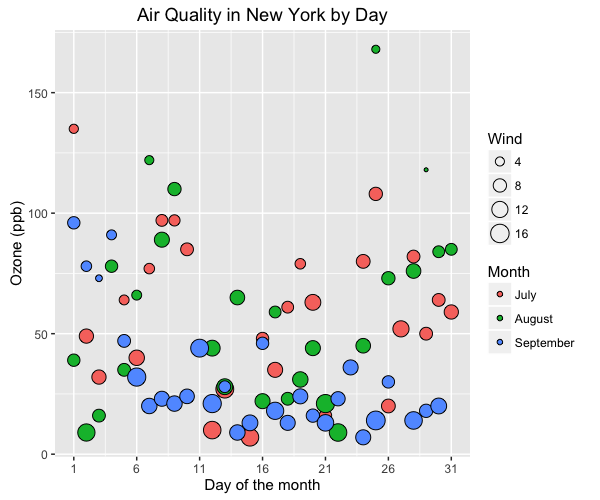 Air Quality in New York by Day
Ozone (ppb)
150
100
50
0
1 6 11 16 21 26 31
Day of the month
Wind
4
8
12
16
Month
July
August
September